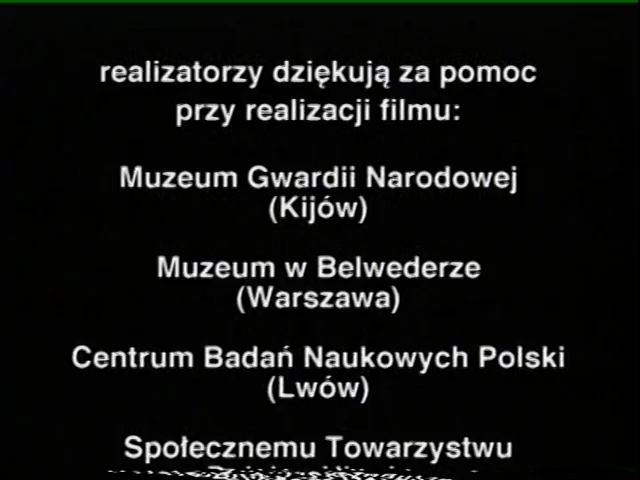 realizatorzy dziękują za pomoc
przy realizacji filmu:
Muzeum Gwardii Narodowej
(Kijów)
Muzeum w Belwederze
(Warszawa)
Centrum Badań Naukowych Polski
(Lwów)
Społecznemu Towarzystwu